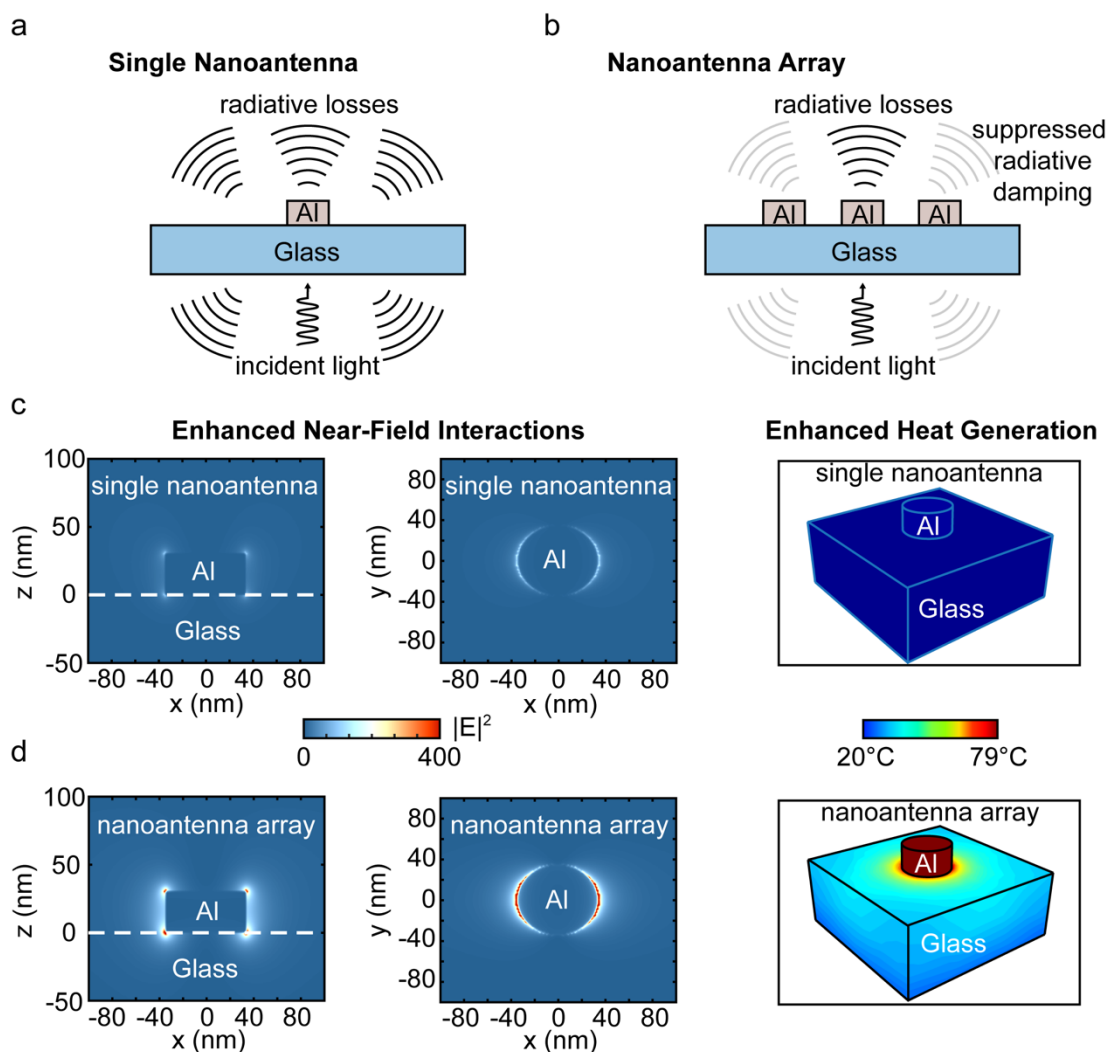 a
Single Nanoantenna
radiative losses
Al
Glass
incident light
b
Nanoantenna Array
radiative losses
suppressed
radiative
damping
Al Al Al
Glass
incident light
c
Enhanced Near-Field Interactions
Enhanced Heat Generation
single nanoantenna
Al
Glass
100
50
0
-50
z (nm)
-80 -40 0 40 80
x (nm)
single nanoantenna
Al
80
40
0
-40
-80
y (nm)
-80 -40 0 40 80
x (nm)
single nanoantenna
Al
Glass
0 400
|E|²
20°C 79°C
d
nanoantenna array
Al
Glass
100
50
0
-50
z (nm)
-80 -40 0 40 80
x (nm)
nanoantenna array
Al
80
40
0
-40
-80
y (nm)
-80 -40 0 40 80
x (nm)
nanoantenna array
Al
Glass